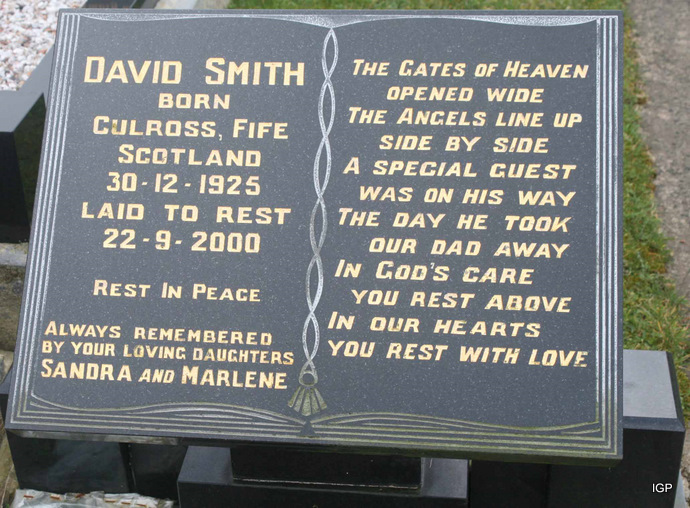 DAVID SMITH
BORN
CULROSS, FIFE
SCOTLAND
30-12-1925
LAID TO REST
22-9-2000
REST IN PEACE
ALWAYS REMEMBERED
BY YOUR LOVING DAUGHTERS
SANDRA AND MARLENE
THE GATES OF HEAVEN
OPENED WIDE
THE ANGELS LINE UP
SIDE BY SIDE
A SPECIAL GUEST
WAS ON HIS WAY
THE DAY HE TOOK
OUR DAD AWAY
IN GOD'S CARE
YOU REST ABOVE
IN OUR HEARTS
YOU REST WITH LOVE
IGP